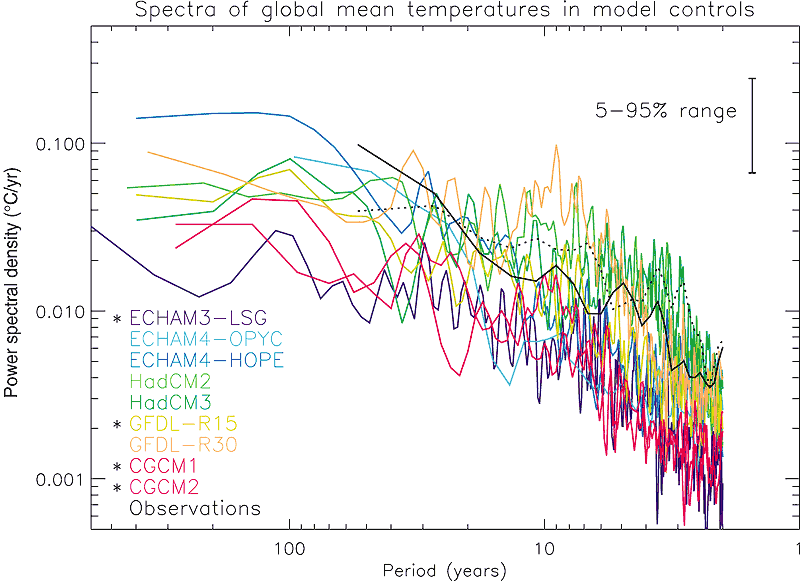 Spectra of global mean temperatures in model controls
5-95% range
0.100
0.010
0.001
Power spectral density (°C/yr)
* ECHAM3-LSG
ECHAM4-OPYC
ECHAM4-HOPE
HadCM2
HadCM3
* GFDL-R15
GFDL-R30
* CGCM1
* CGCM2
Observations
100 10 1
Period (years)